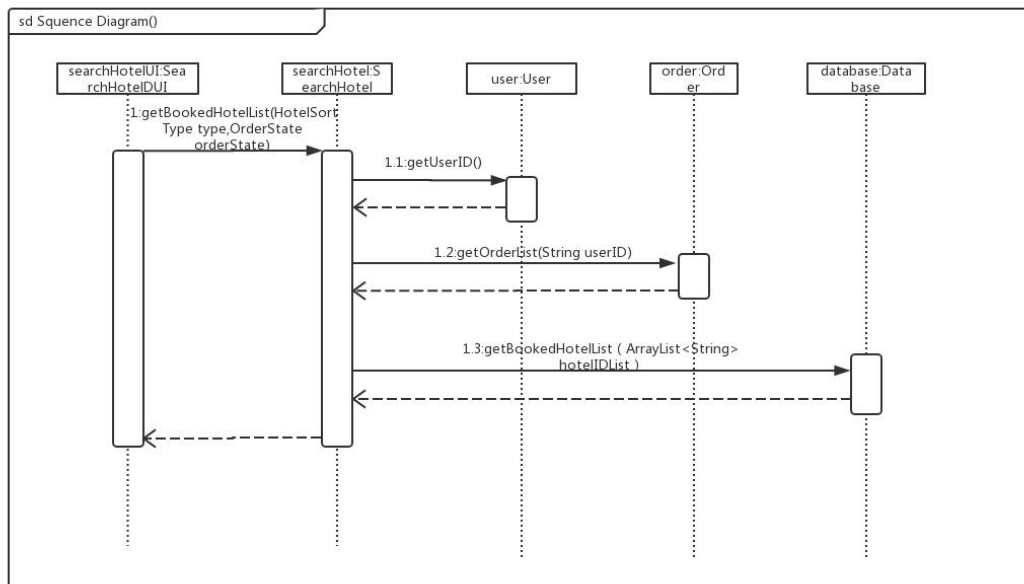 sd Squence Diagram()
searchHotelUI:Sea
rchHotelDUI
searchHotel:S
earchHotel
user:User
order:Ord
er
database:Data
base
1:getBookedHotelList(HotelSort
Type type,OrderState
orderState)
1.1:getUserID()
1.2:getOrderList(String userID)
1.3:getBookedHotelList ( ArrayList<String>
hotelIDList )